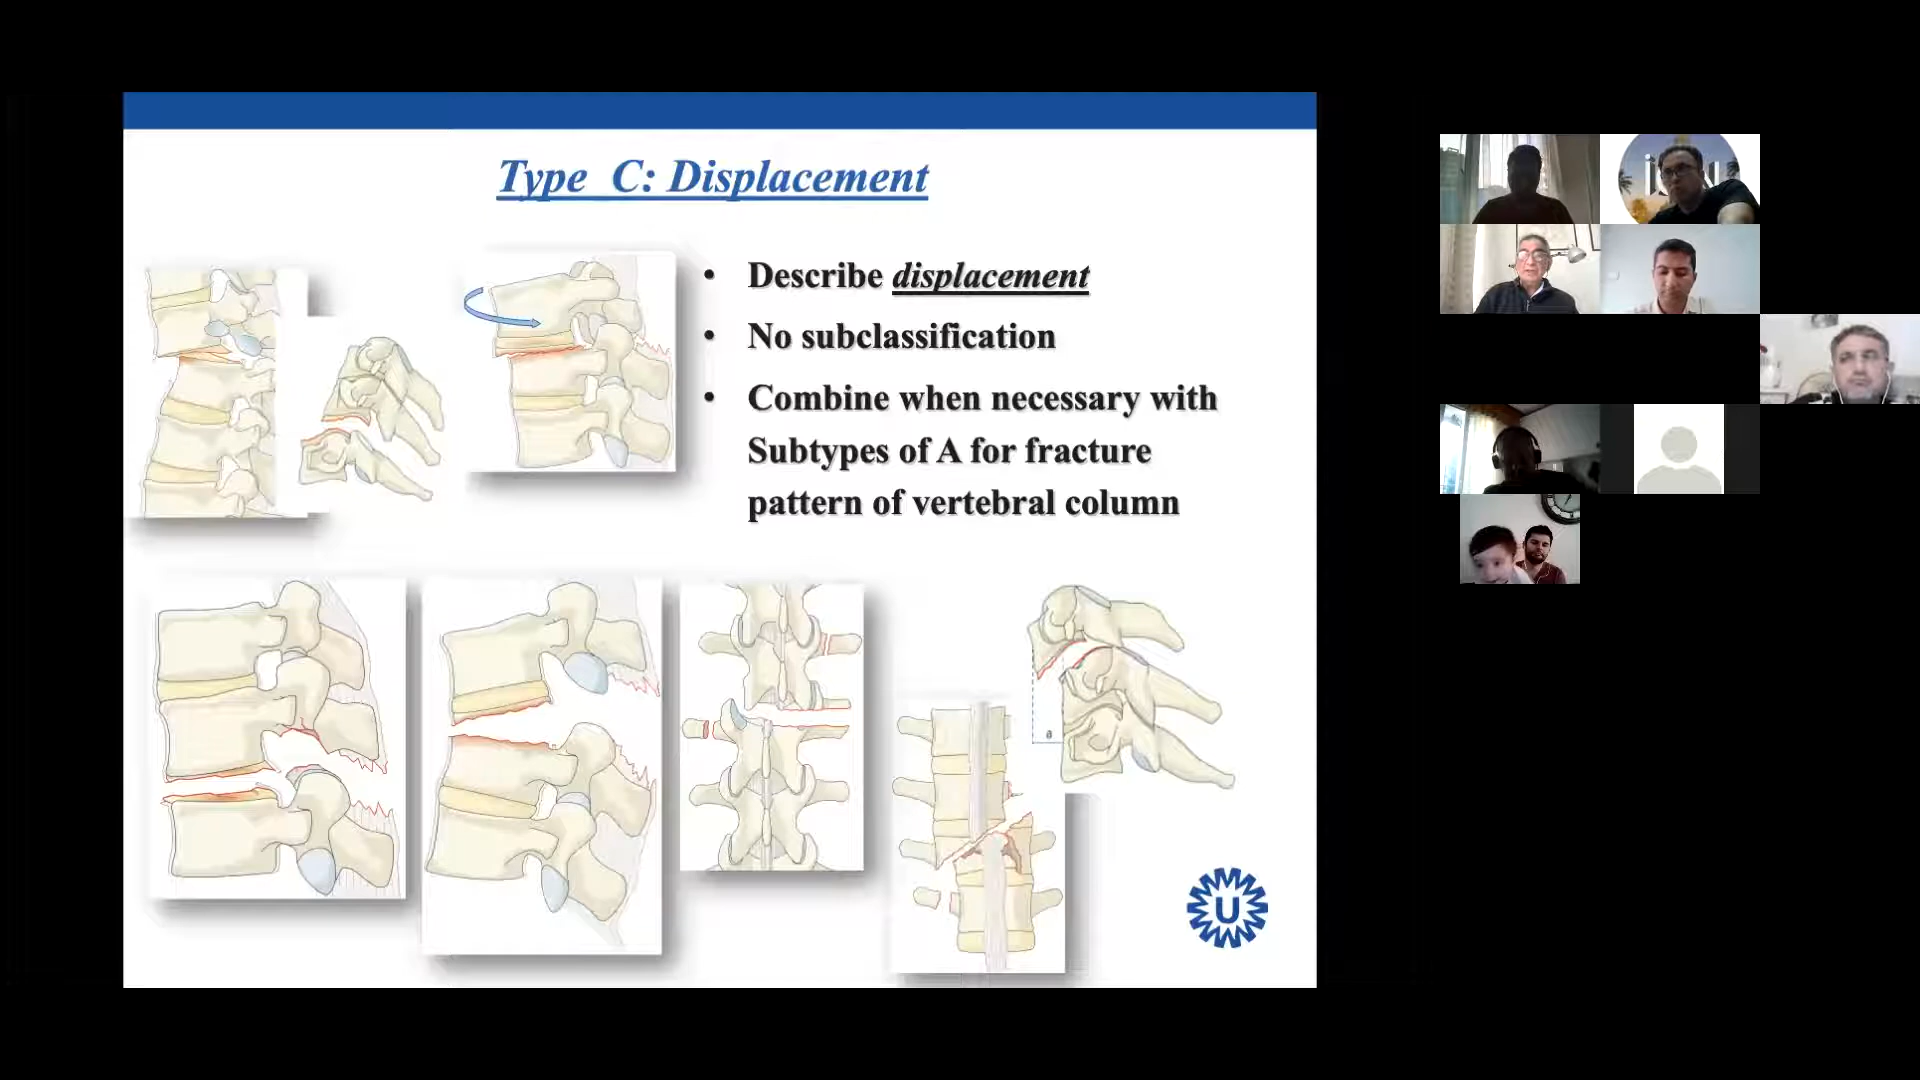 Type C: Displacement
• Describe displacement
• No subclassification
• Combine when necessary with
Subtypes of A for fracture
pattern of vertebral column
a
U